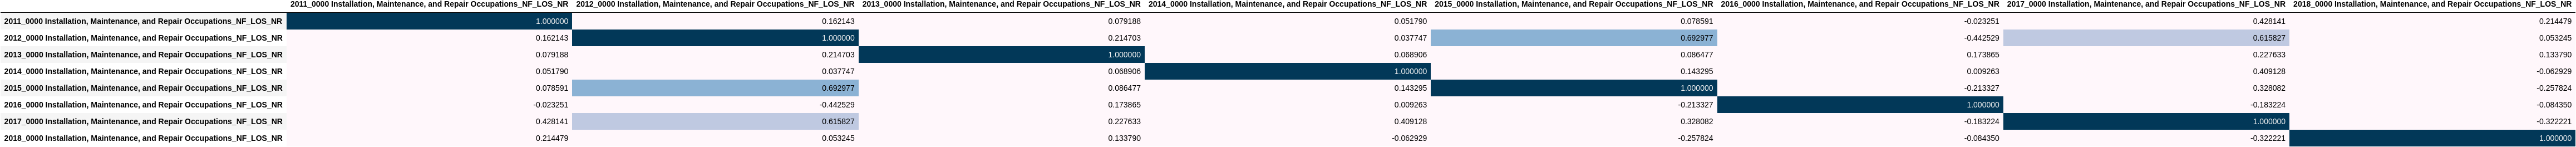 2011_0000 Installation, Maintenance, and Repair Occupations_NF_LOS_NR 2012_0000 Installation, Maintenance, and Repair Occupations_NF_LOS_NR 2013_0000 Installation, Maintenance, and Repair Occupations_NF_LOS_NR 2014_0000 Installation, Maintenance, and Repair Occupations_NF_LOS_NR 2015_0000 Installation, Maintenance, and Repair Occupations_NF_LOS_NR 2016_0000 Installation, Maintenance, and Repair Occupations_NF_LOS_NR 2017_0000 Installation, Maintenance, and Repair Occupations_NF_LOS_NR 2018_0000 Installation, Maintenance, and Repair Occupations_NF_LOS_NR
2011_0000 Installation, Maintenance, and Repair Occupations_NF_LOS_NR 1.000000 0.162143 0.079188 0.051790 0.078591 -0.023251 0.428141 0.214479
2012_0000 Installation, Maintenance, and Repair Occupations_NF_LOS_NR 0.162143 1.000000 0.214703 0.037747 0.692977 -0.442529 0.615827 0.053245
2013_0000 Installation, Maintenance, and Repair Occupations_NF_LOS_NR 0.079188 0.214703 1.000000 0.068906 0.086477 0.173865 0.227633 0.133790
2014_0000 Installation, Maintenance, and Repair Occupations_NF_LOS_NR 0.051790 0.037747 0.068906 1.000000 0.143295 0.009263 0.409128 -0.062929
2015_0000 Installation, Maintenance, and Repair Occupations_NF_LOS_NR 0.078591 0.692977 0.086477 0.143295 1.000000 -0.213327 0.328082 -0.257824
2016_0000 Installation, Maintenance, and Repair Occupations_NF_LOS_NR -0.023251 -0.442529 0.173865 0.009263 -0.213327 1.000000 -0.183224 -0.084350
2017_0000 Installation, Maintenance, and Repair Occupations_NF_LOS_NR 0.428141 0.615827 0.227633 0.409128 0.328082 -0.183224 1.000000 -0.322221
2018_0000 Installation, Maintenance, and Repair Occupations_NF_LOS_NR 0.214479 0.053245 0.133790 -0.062929 -0.257824 -0.084350 -0.322221 1.000000